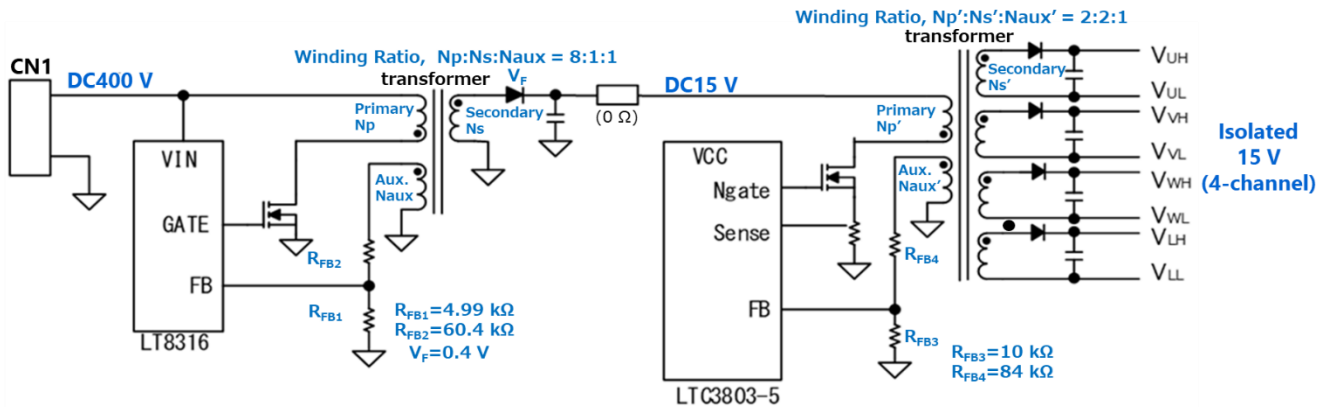 Winding Ratio, Np:Ns:Naux = 8:1:1
transformer
CN1
DC400 V
VF
Primary
Np
Secondary
Ns
(0 Ω)
DC15 V
VIN
GATE
FB
LT8316
Aux.
Naux
RFB2
RFB1
RFB1=4.99 kΩ
RFB2=60.4 kΩ
VF=0.4 V
Winding Ratio, Np':Ns':Naux' = 2:2:1
transformer
Primary
Np'
Secondary
Ns'
VCC
Ngate
Sense
FB
LTC3803-5
Aux.
Naux'
RFB4
RFB3
RFB3=10 kΩ
RFB4=84 kΩ
VUH
VUL
VVH
VVL
VWH
VWL
VLH
VLL
Isolated
15 V
(4-channel)